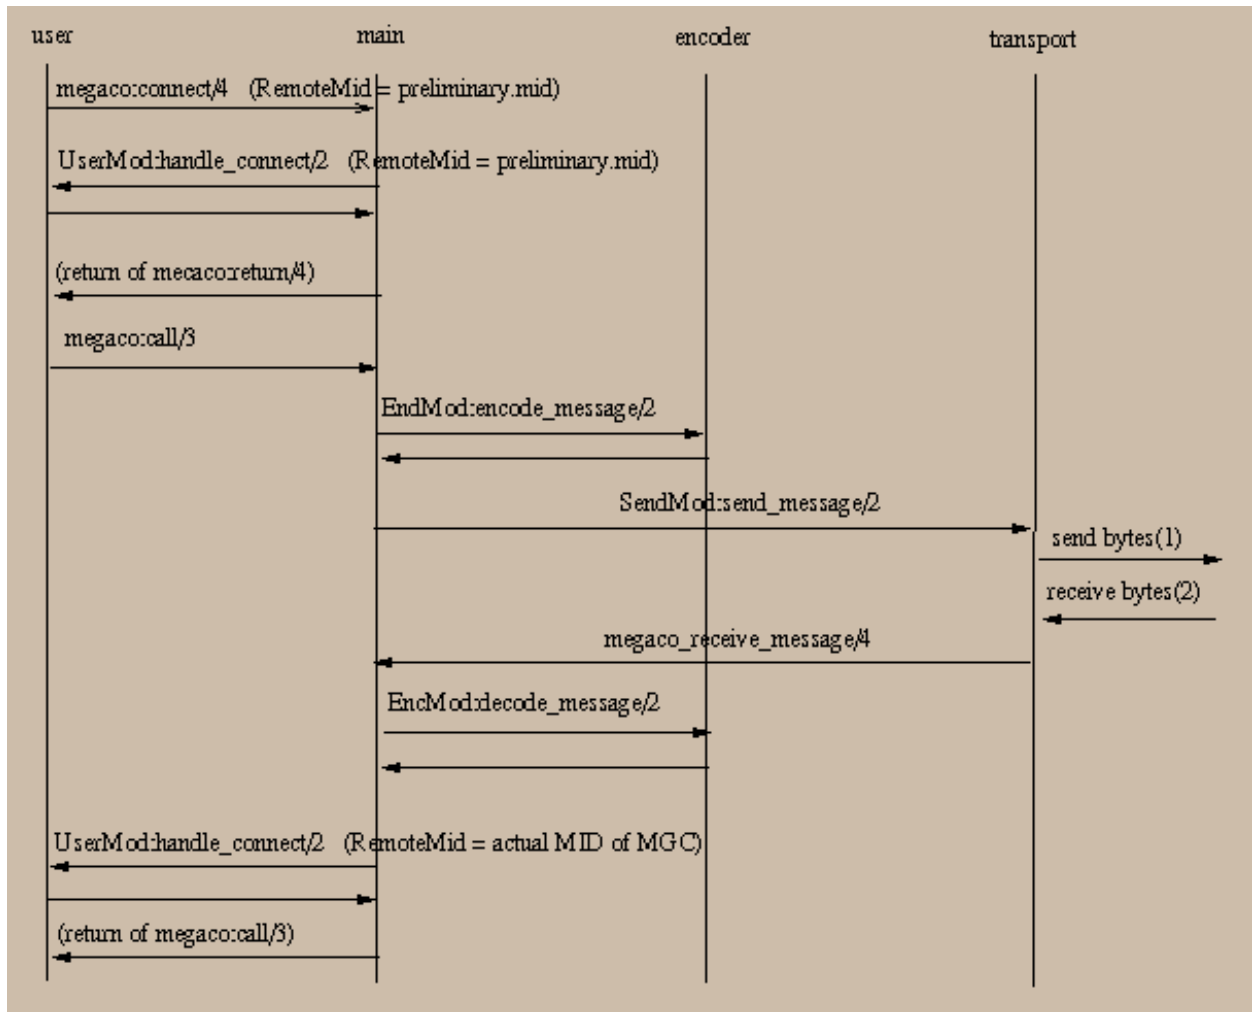 user main encoder transport
megaco:connect/4 (RemoteMid = preliminary.mid)
UserMod:handle_connect/2 (RemoteMid = preliminary.mid)
(return of mecaco:return/4)
megaco:call/3
EndMod:encode_message/2
SendMod:send_message/2
send bytes(1)
receive bytes(2)
megaco_receive_message/4
EncMod:decode_message/2
UserMod:handle_connect/2 (RemoteMid = actual MID of MGC)
(return of megaco:call/3)